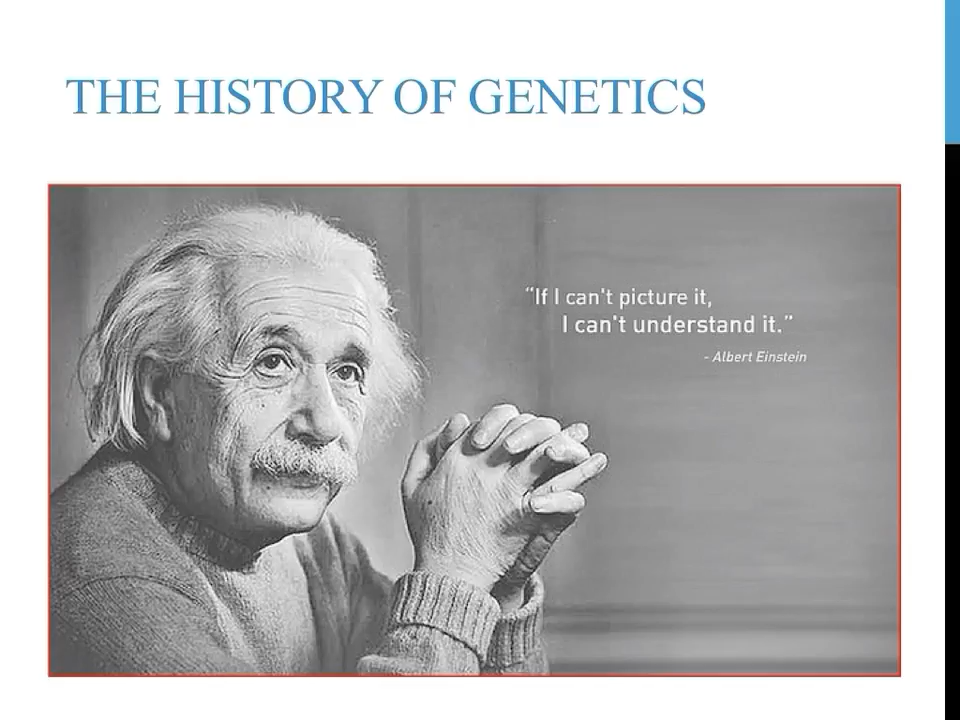 THE HISTORY OF GENETICS
“If I can't picture it,
I can't understand it.”
- Albert Einstein